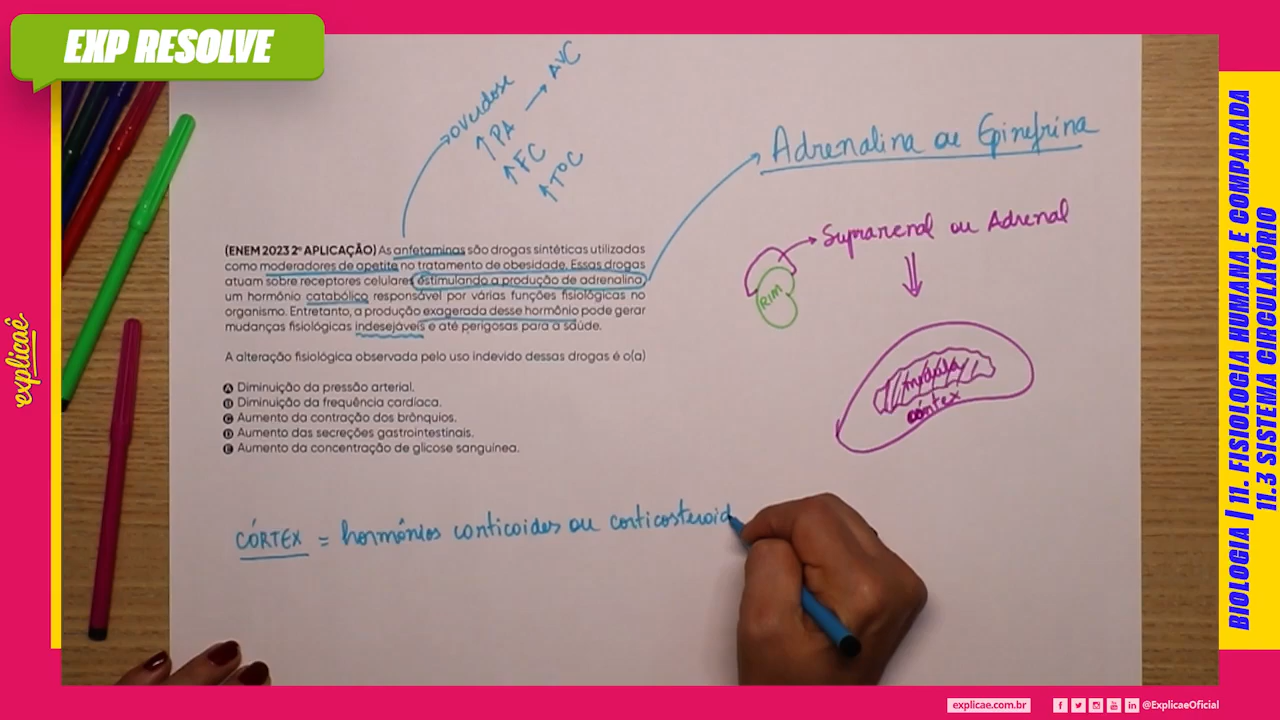 EXP RESOLVE
overdose
↑ PA → AVC
↑ FC
↑ TOC
Adrenalina ou Epinefrina
Suprarenal ou Adrenal
RIM
medula
córtex
(ENEM 2023 2ª APLICAÇÃO) As anfetaminas são drogas sintéticas utilizadas
como moderadores de apetite no tratamento de obesidade. Essas drogas
atuam sobre receptores celulares estimulando a produção de adrenalina,
um hormônio catabólico responsável por várias funções fisiológicas no
organismo. Entretanto, a produção exagerada desse hormônio pode gerar
mudanças fisiológicas indesejáveis e até perigosas para a saúde.
A alteração fisiológica observada pelo uso indevido dessas drogas é o(a)
A Diminuição da pressão arterial.
B Diminuição da frequência cardíaca.
C Aumento da contração dos brônquios.
D Aumento das secreções gastrointestinais.
E Aumento da concentração de glicose sanguínea.
CÓRTEX = hormônios corticoides ou corticosteroid
explicaê
BIOLOGIA | 11. FISIOLOGIA HUMANA E COMPARADA
11.3 SISTEMA CIRCULATÓRIO
explicae.com.br
@ExplicaeOficial